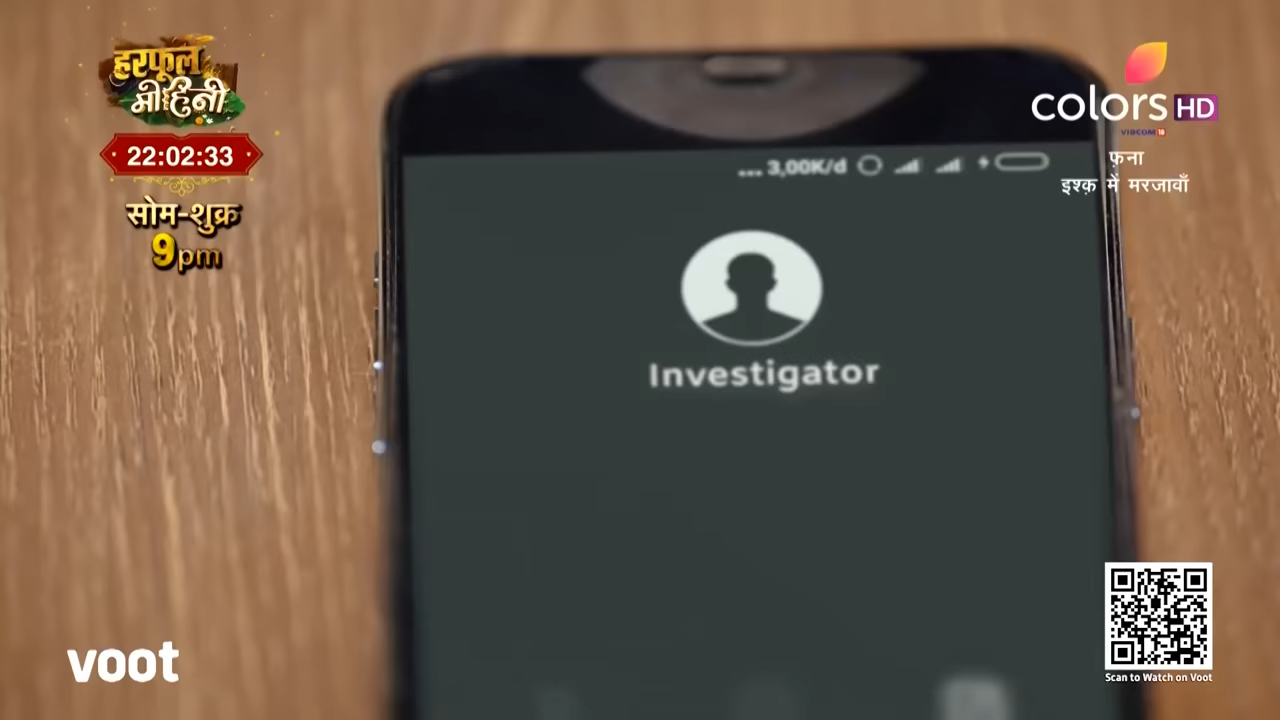 हरफूल
मोहिनी
22:02:33
सोम-शुक्र
9pm
colors HD
VIACOM18
फ़ना
इश्क़ में मरजावाँ
... 3,00K/d
Investigator
voot
Scan to Watch on Voot